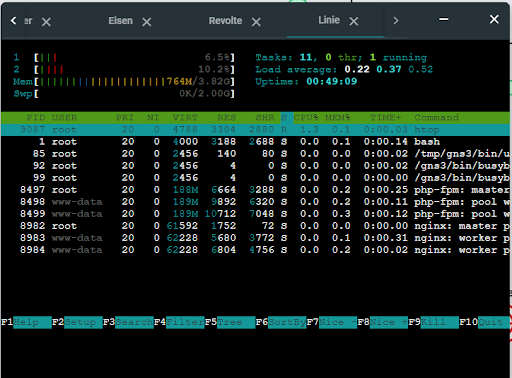 er × Eisen × Revolte × Linie × > — ×
1 [||| 6.5%] Tasks: 11, 0 thr; 1 running
2 [|||| 10.2%] Load average: 0.22 0.37 0.52
Mem[||||||||||||||||||||||||764M/3.82G] Uptime: 00:49:09
Swp[ 0K/2.00G]
PID USER PRI NI VIRT RES SHR S CPU% MEM% TIME+ Command
9087 root 20 0 4788 3304 2880 R 1.3 0.1 0:00.03 htop
1 root 20 0 4000 3188 2688 S 0.0 0.1 0:00.14 bash
85 root 20 0 2456 140 80 S 0.0 0.0 0:00.02 /tmp/gns3/bin/u
92 root 20 0 2456 4 0 S 0.0 0.0 0:00.02 /gns3/bin/busyb
99 root 20 0 2456 4 0 S 0.0 0.0 0:00.00 /gns3/bin/busyb
8497 root 20 0 188M 6664 3288 S 0.0 0.2 0:00.25 php-fpm: master
8498 www-data 20 0 189M 9892 6320 S 0.0 0.2 0:00.11 php-fpm: pool w
8499 www-data 20 0 189M 10712 7048 S 0.0 0.3 0:00.12 php-fpm: pool w
8982 root 20 0 61592 1752 72 S 0.0 0.0 0:00.00 nginx: master p
8983 www-data 20 0 62228 5680 3772 S 0.0 0.1 0:00.31 nginx: worker p
8984 www-data 20 0 62228 6804 4756 S 0.0 0.2 0:00.02 nginx: worker p
F1Help F2Setup F3SearchF4FilterF5Tree F6SortByF7Nice -F8Nice +F9Kill F10Quit